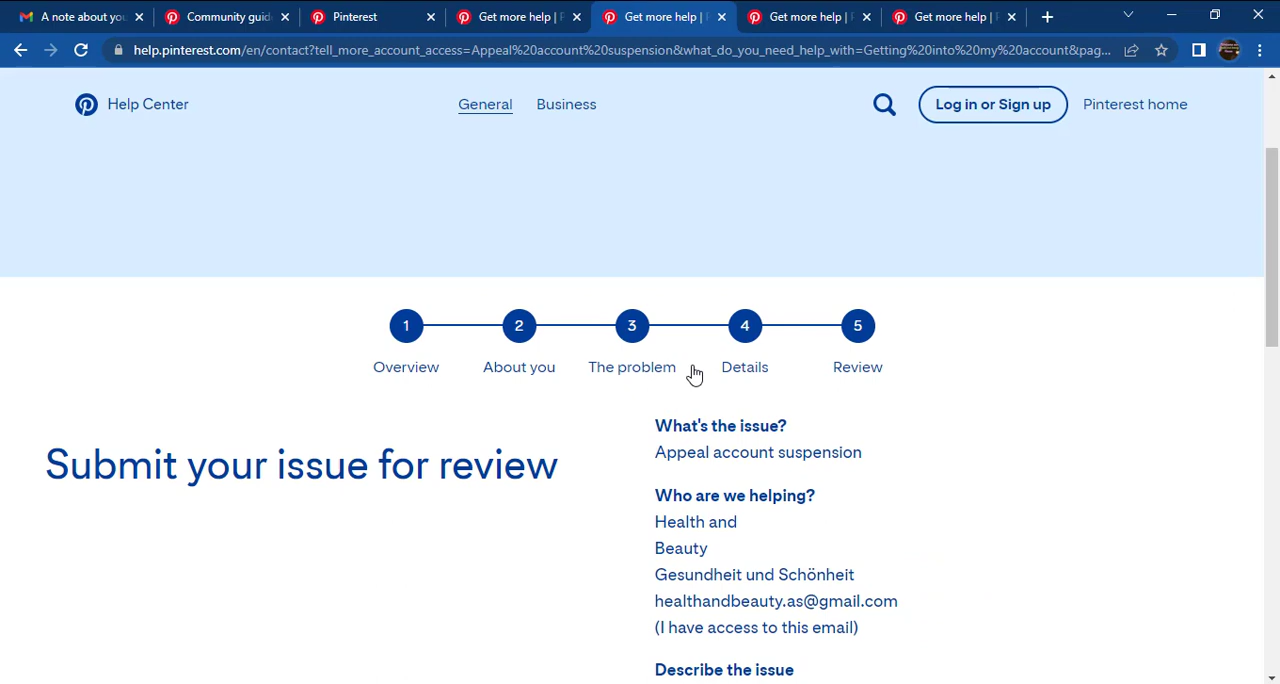 A note about you
Community guid
Pinterest
Get more help | P
Get more help | P
Get more help | P
Get more help | P
help.pinterest.com/en/contact?tell_more_account_access=Appeal%20account%20suspension&what_do_you_need_help_with=Getting%20into%20my%20account&pag...
Help Center
General
Business
Log in or Sign up
Pinterest home
1
2
3
4
5
Overview
About you
The problem
Details
Review
Submit your issue for review
What's the issue?
Appeal account suspension
Who are we helping?
Health and
Beauty
Gesundheit und Schönheit
healthandbeauty.as@gmail.com
(I have access to this email)
Describe the issue